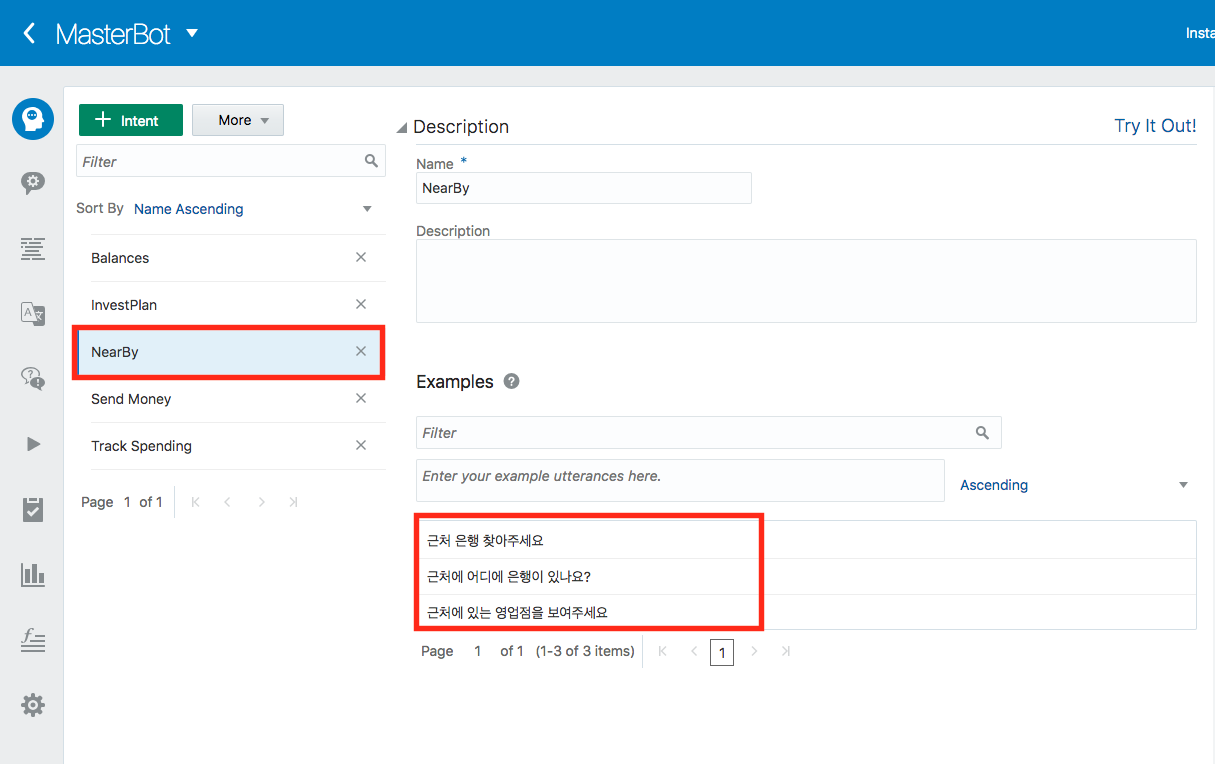 MasterBot
Insta
Intent
More
Filter
Sort By Name Ascending
Balances
InvestPlan
NearBy
Send Money
Track Spending
Page 1 of 1
Description
Try It Out!
Name *
NearBy
Description
Examples
Filter
Enter your example utterances here.
Ascending
근처 은행 찾아주세요
근처에 어디에 은행이 있나요?
근처에 있는 영업점을 보여주세요
Page 1 of 1 (1-3 of 3 items) 1